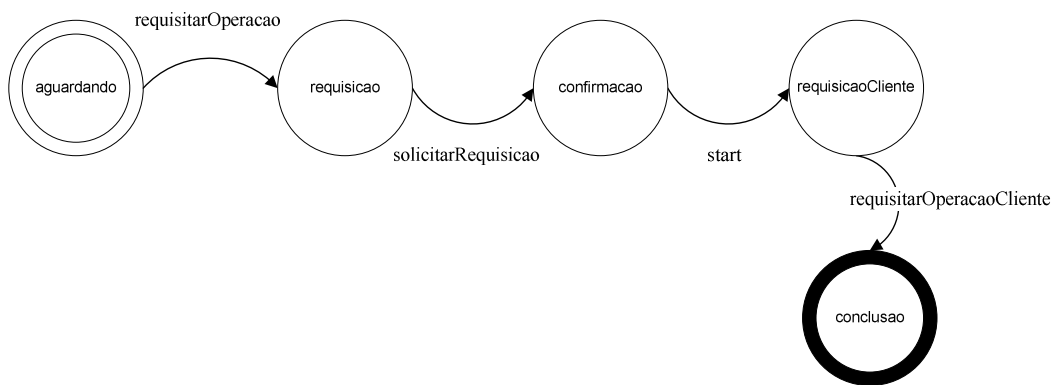 requisitarOperacao
aguardando
requisicao
confirmacao
requisicaoCliente
solicitarRequisicao
start
requisitarOperacaoCliente
conclusao